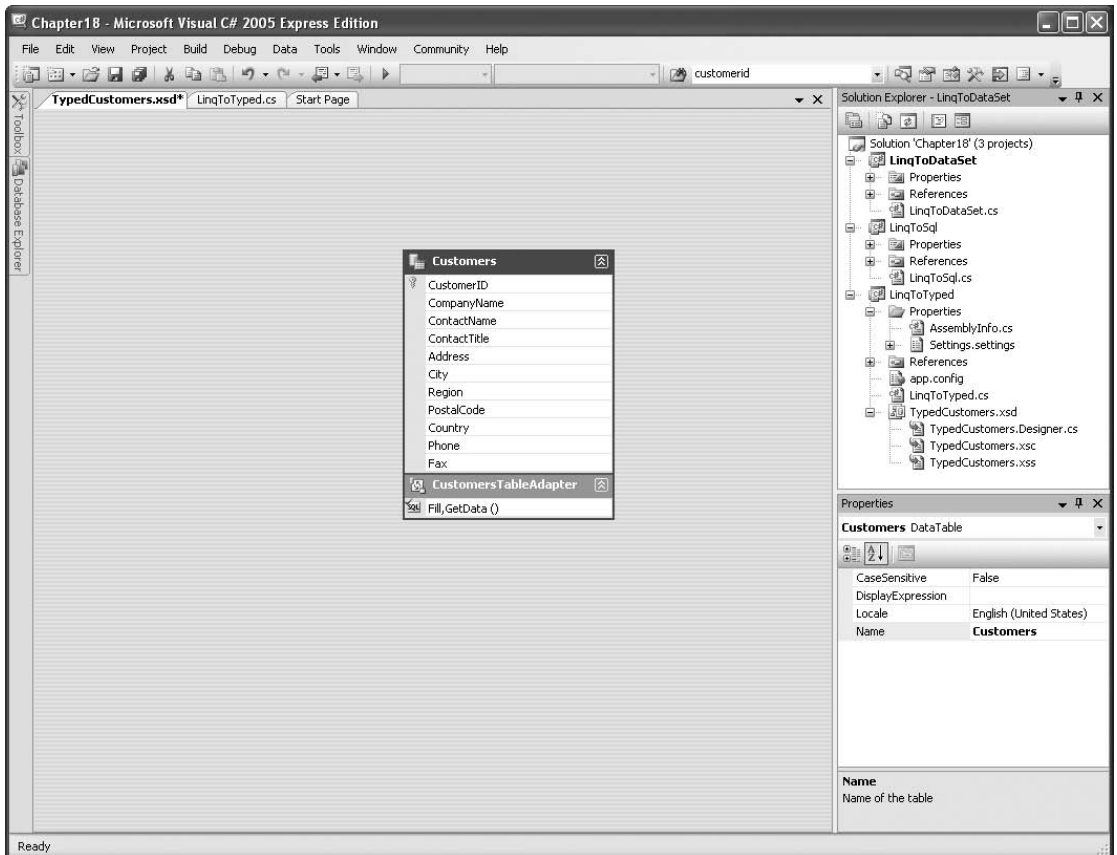 Chapter18 - Microsoft Visual C# 2005 Express Edition
File Edit View Project Build Debug Data Tools Window Community Help
customerid
TypedCustomers.xsd* LinqToTyped.cs Start Page
Toolbox
Database Explorer
Customers
CustomerID
CompanyName
ContactName
ContactTitle
Address
City
Region
PostalCode
Country
Phone
Fax
CustomersTableAdapter
SQL Fill,GetData ()
Solution Explorer - LinqToDataSet
Solution 'Chapter18' (3 projects)
LinqToDataSet
Properties
References
LinqToDataSet.cs
LinqToSql
Properties
References
LinqToSql.cs
LinqToTyped
Properties
AssemblyInfo.cs
Settings.settings
References
app.config
LinqToTyped.cs
TypedCustomers.xsd
TypedCustomers.Designer.cs
TypedCustomers.xsc
TypedCustomers.xss
Properties
Customers DataTable
CaseSensitive False
DisplayExpression
Locale English (United States)
Name Customers
Name
Name of the table
Ready